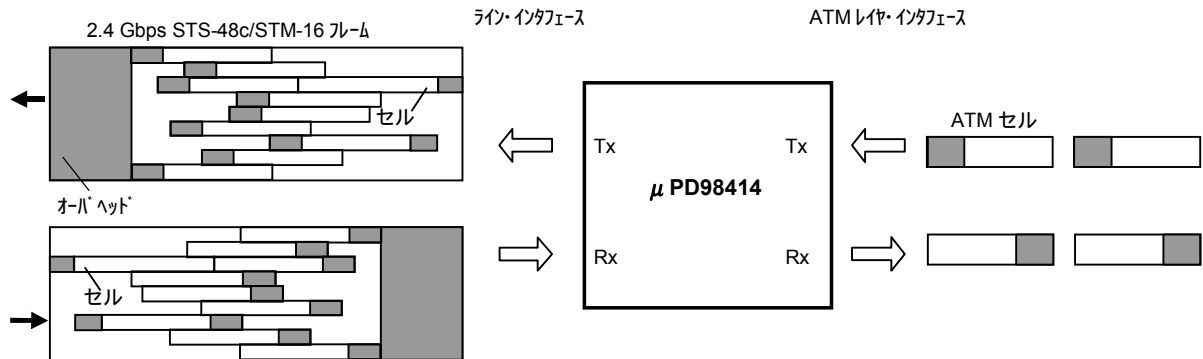 ﾗｲﾝ･ｲﾝﾀﾌｪｰｽ
ATM ﾚｲﾔ･ｲﾝﾀﾌｪｰｽ
2.4 Gbps STS-48c/STM-16 ﾌﾚｰﾑ
セル
ｵｰﾊﾞﾍｯﾄﾞ
Tx
Tx
ATM セル
μ PD98414
Rx
Rx
セル